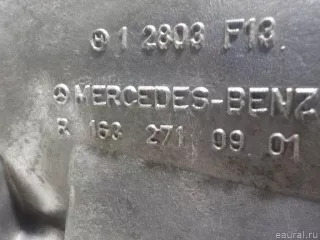 1 2803 F13
MERCEDES-BENZ
R 163 271 09 01
eaural.ru